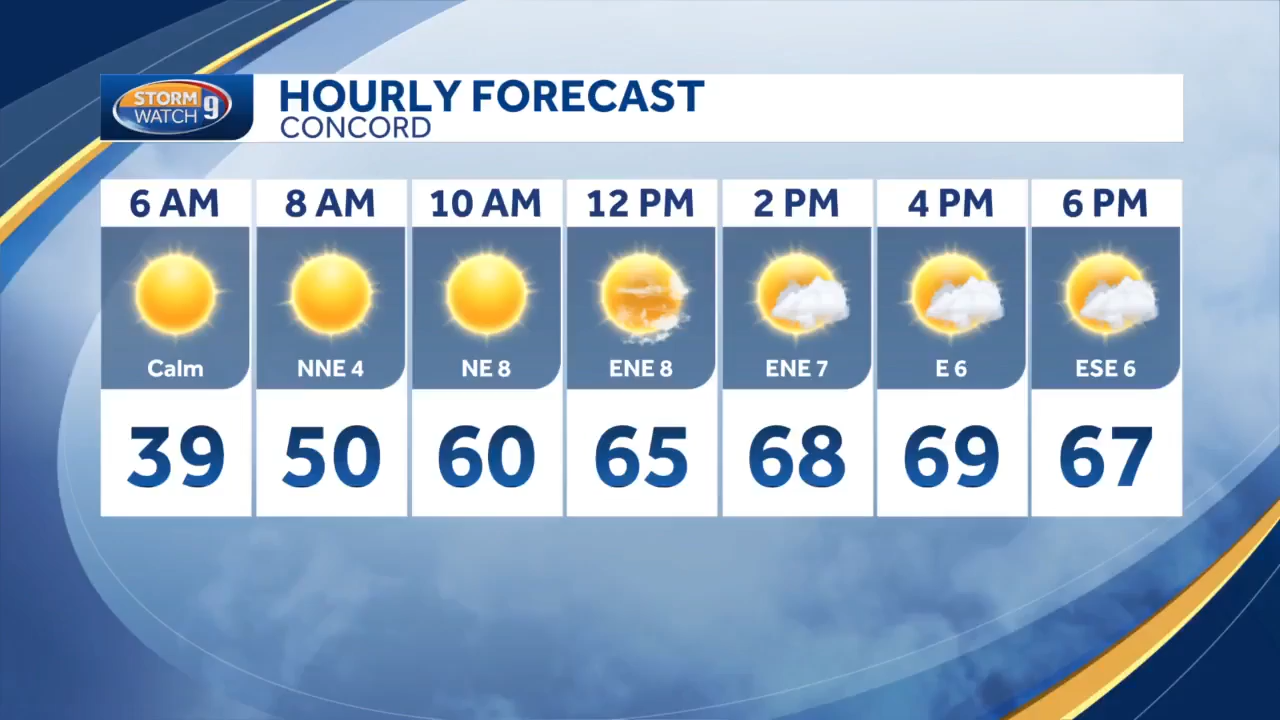 STORM
WATCH 9
HOURLY FORECAST
CONCORD
6 AM 8 AM 10 AM 12 PM 2 PM 4 PM 6 PM
Calm NNE 4 NE 8 ENE 8 ENE 7 E 6 ESE 6
39 50 60 65 68 69 67